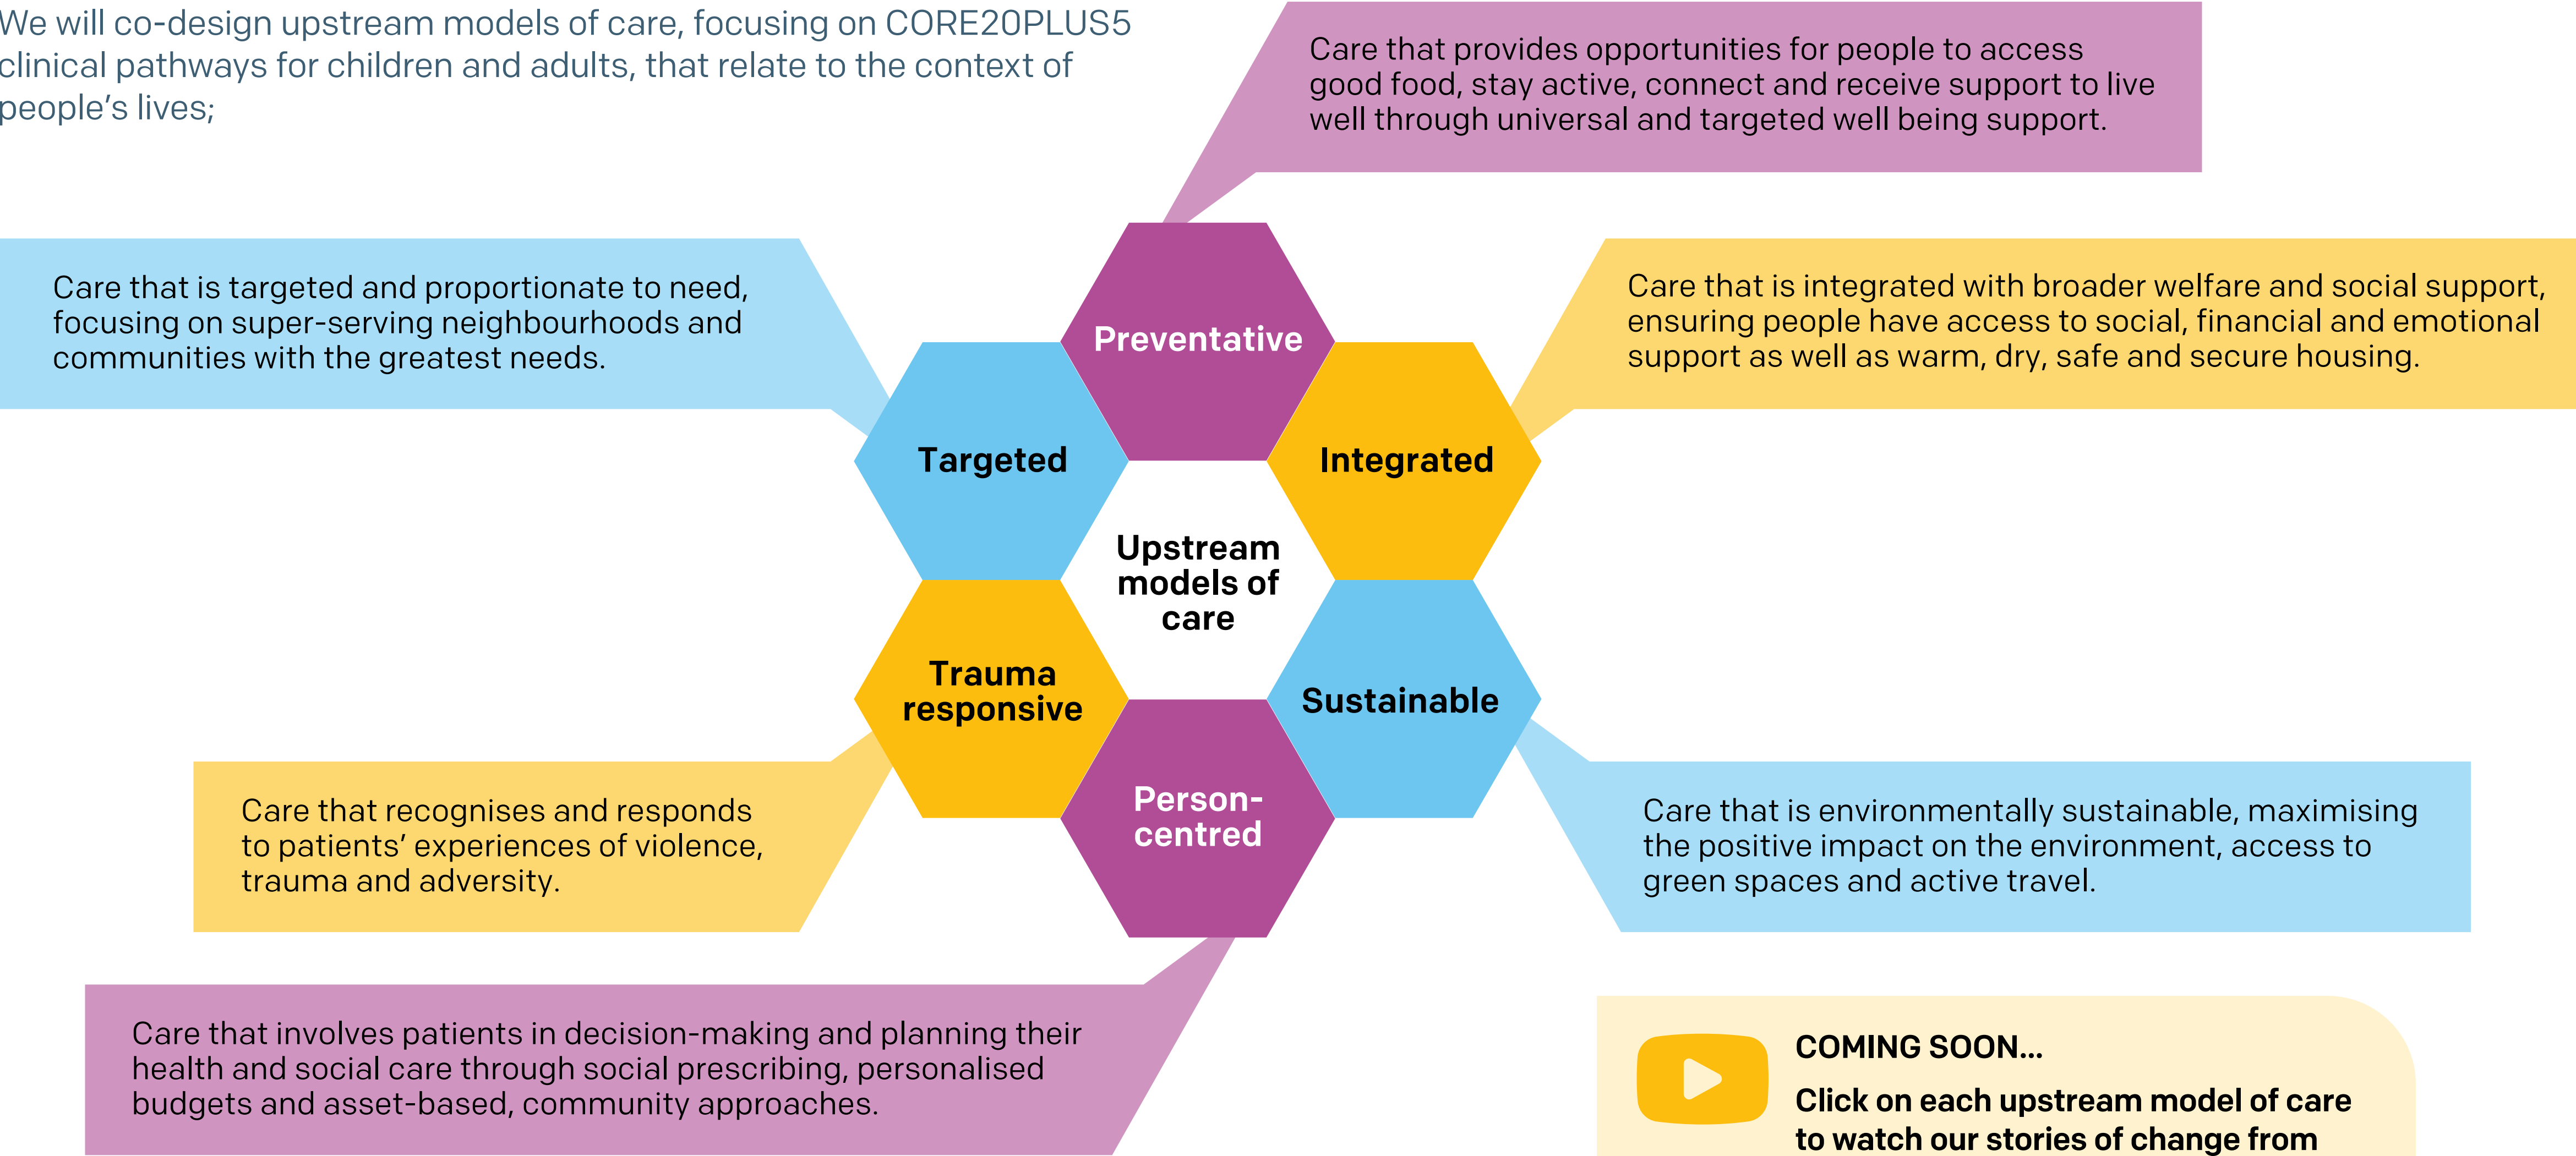 We will co-design upstream models of care, focusing on CORE20PLUS5
clinical pathways for children and adults, that relate to the context of
people's lives;
Care that provides opportunities for people to access
good food, stay active, connect and receive support to live
well through universal and targeted well being support.
Care that is targeted and proportionate to need,
focusing on super-serving neighbourhoods and
communities with the greatest needs.
Care that is integrated with broader welfare and social support,
ensuring people have access to social, financial and emotional
support as well as warm, dry, safe and secure housing.
Preventative
Targeted
Integrated
Upstream
models of
care
Trauma
responsive
Sustainable
Person-
centred
Care that recognises and responds
to patients' experiences of violence,
trauma and adversity.
Care that is environmentally sustainable, maximising
the positive impact on the environment, access to
green spaces and active travel.
Care that involves patients in decision-making and planning their
health and social care through social prescribing, personalised
budgets and asset-based, community approaches.
COMING SOON...
Click on each upstream model of care
to watch our stories of change from